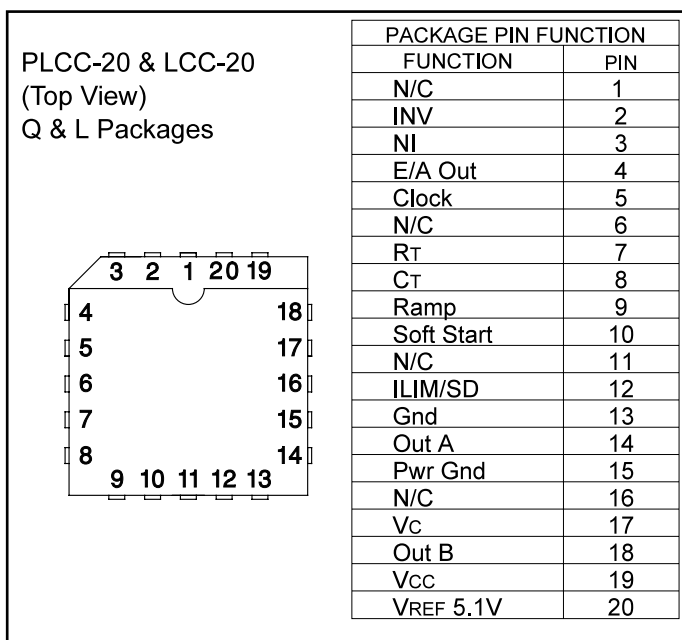 PLCC-20 & LCC-20
(Top View)
Q & L Packages
3 2 1 20 19
4 18
5 17
6 16
7 15
8 14
9 10 11 12 13
PACKAGE PIN FUNCTION
FUNCTION PIN
N/C 1
INV 2
NI 3
E/A Out 4
Clock 5
N/C 6
RT 7
CT 8
Ramp 9
Soft Start 10
N/C 11
ILIM/SD 12
Gnd 13
Out A 14
Pwr Gnd 15
N/C 16
VC 17
Out B 18
VCC 19
VREF 5.1V 20